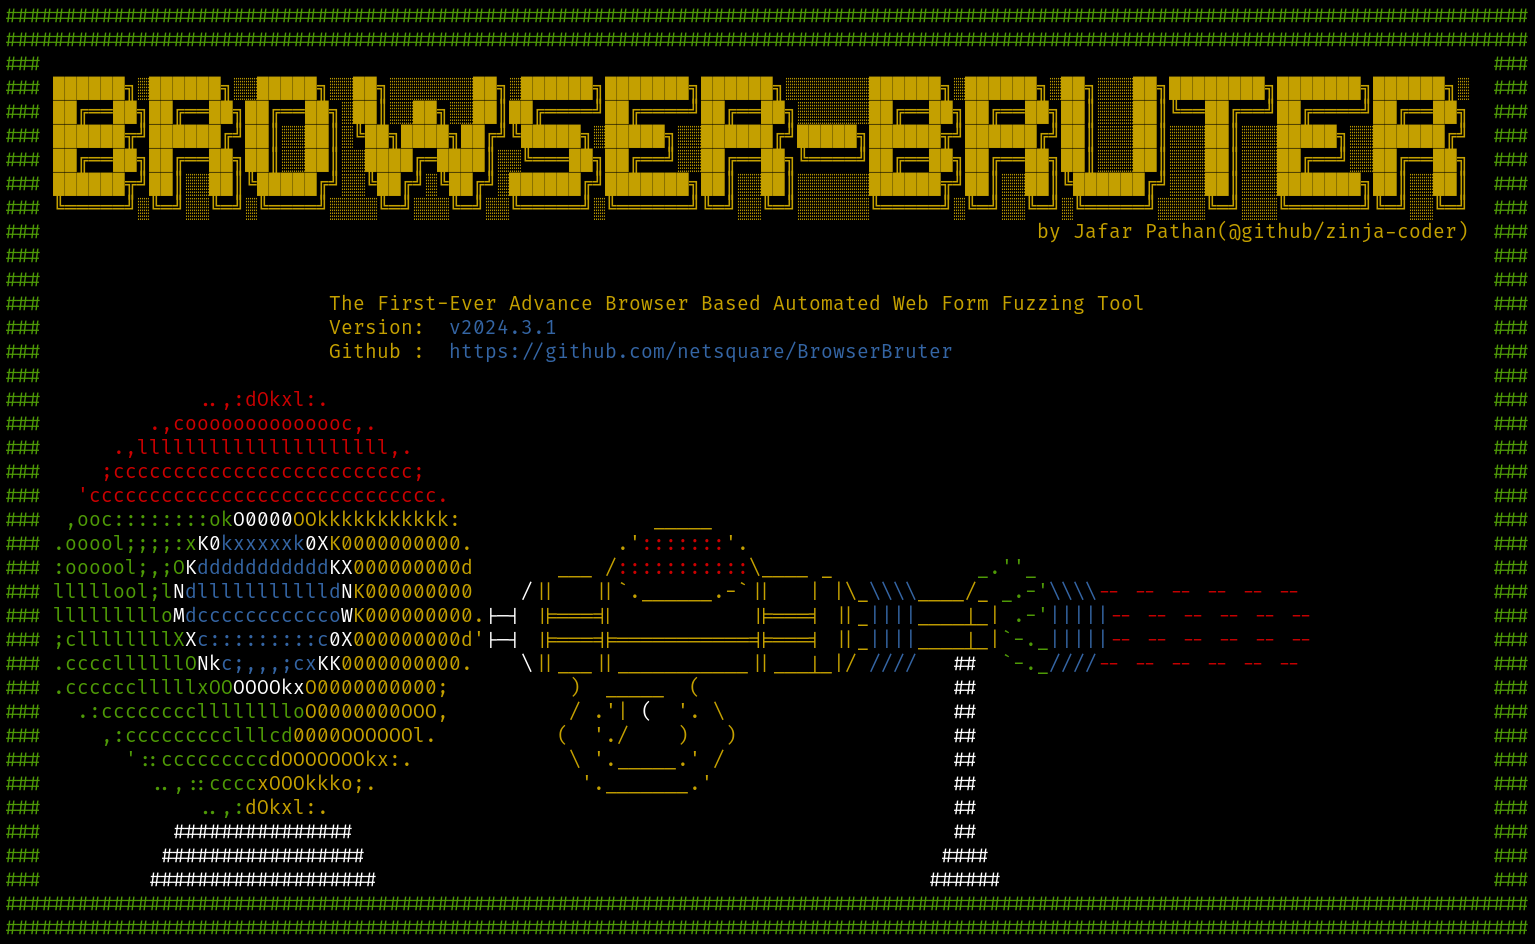 BROWSER-BRUTER
by Jafar Pathan(@github/zinja-coder)
The First-Ever Advance Browser Based Automated Web Form Fuzzing Tool
Version: v2024.3.1
Github : https://github.com/netsquare/BrowserBruter